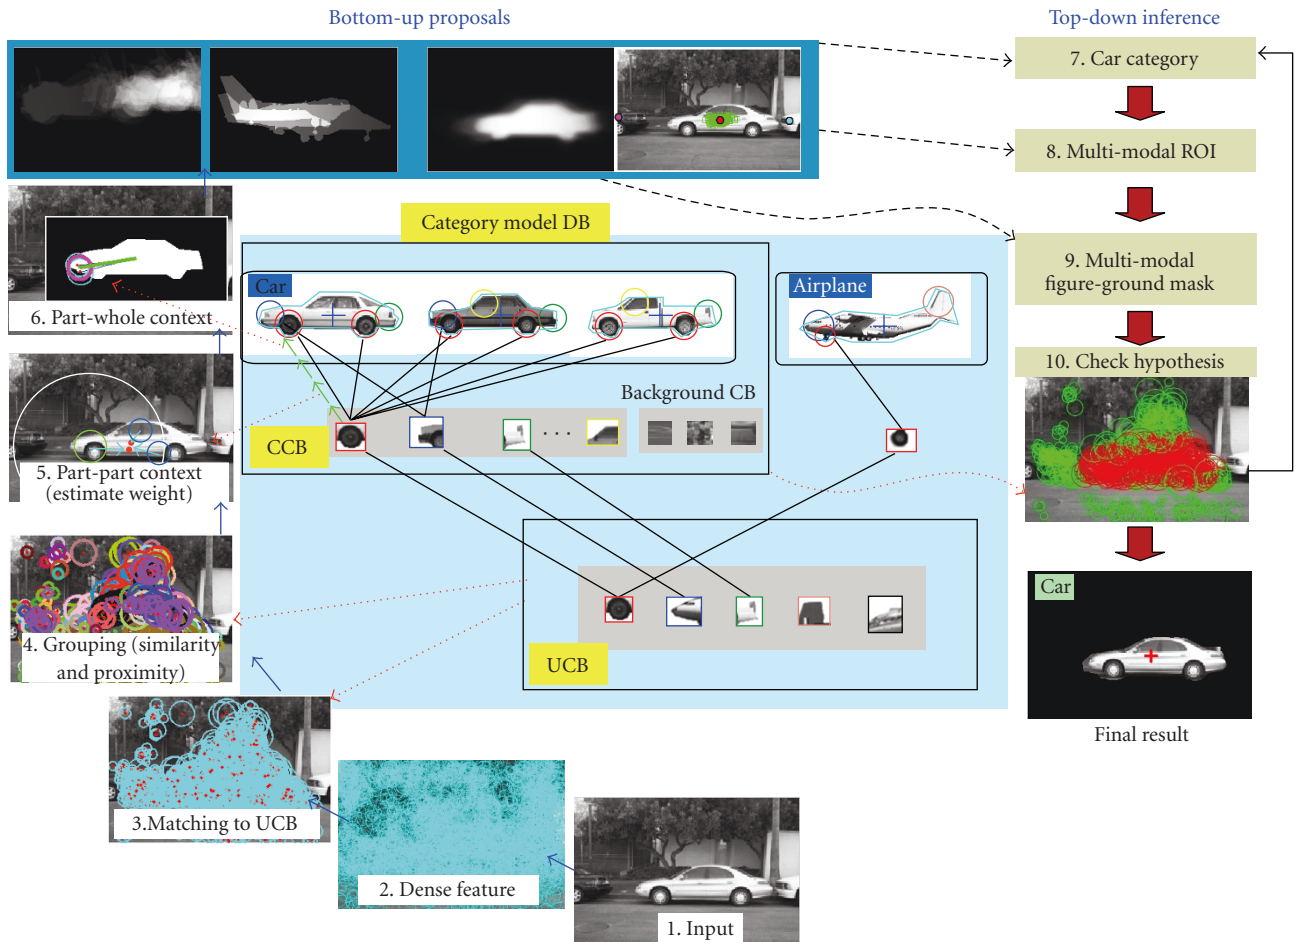 Bottom-up proposals
Top-down inference
7. Car category
8. Multi-modal ROI
9. Multi-modal
figure-ground mask
10. Check hypothesis
Car
Final result
Category model DB
Car
Airplane
Background CB
CCB
. . .
UCB
6. Part-whole context
5. Part-part context
(estimate weight)
4. Grouping (similarity
and proximity)
3.Matching to UCB
2. Dense feature
1. Input